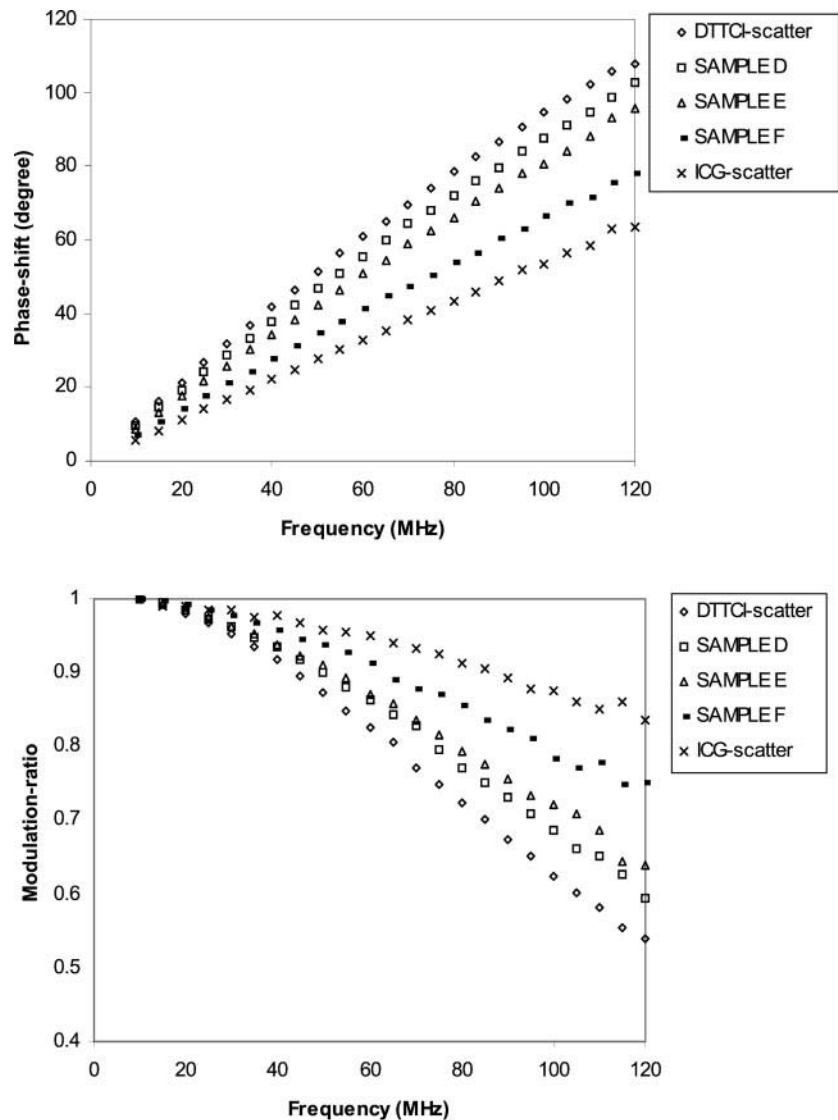 120
100
80
60
40
20
0
Phase-shift (degree)
0 20 40 60 80 100 120
Frequency (MHz)
DTTCI-scatter
SAMPLE D
SAMPLE E
SAMPLE F
ICG-scatter
1
0.9
0.8
0.7
0.6
0.5
0.4
Modulation-ratio
0 20 40 60 80 100 120
Frequency (MHz)
DTTCI-scatter
SAMPLE D
SAMPLE E
SAMPLE F
ICG-scatter